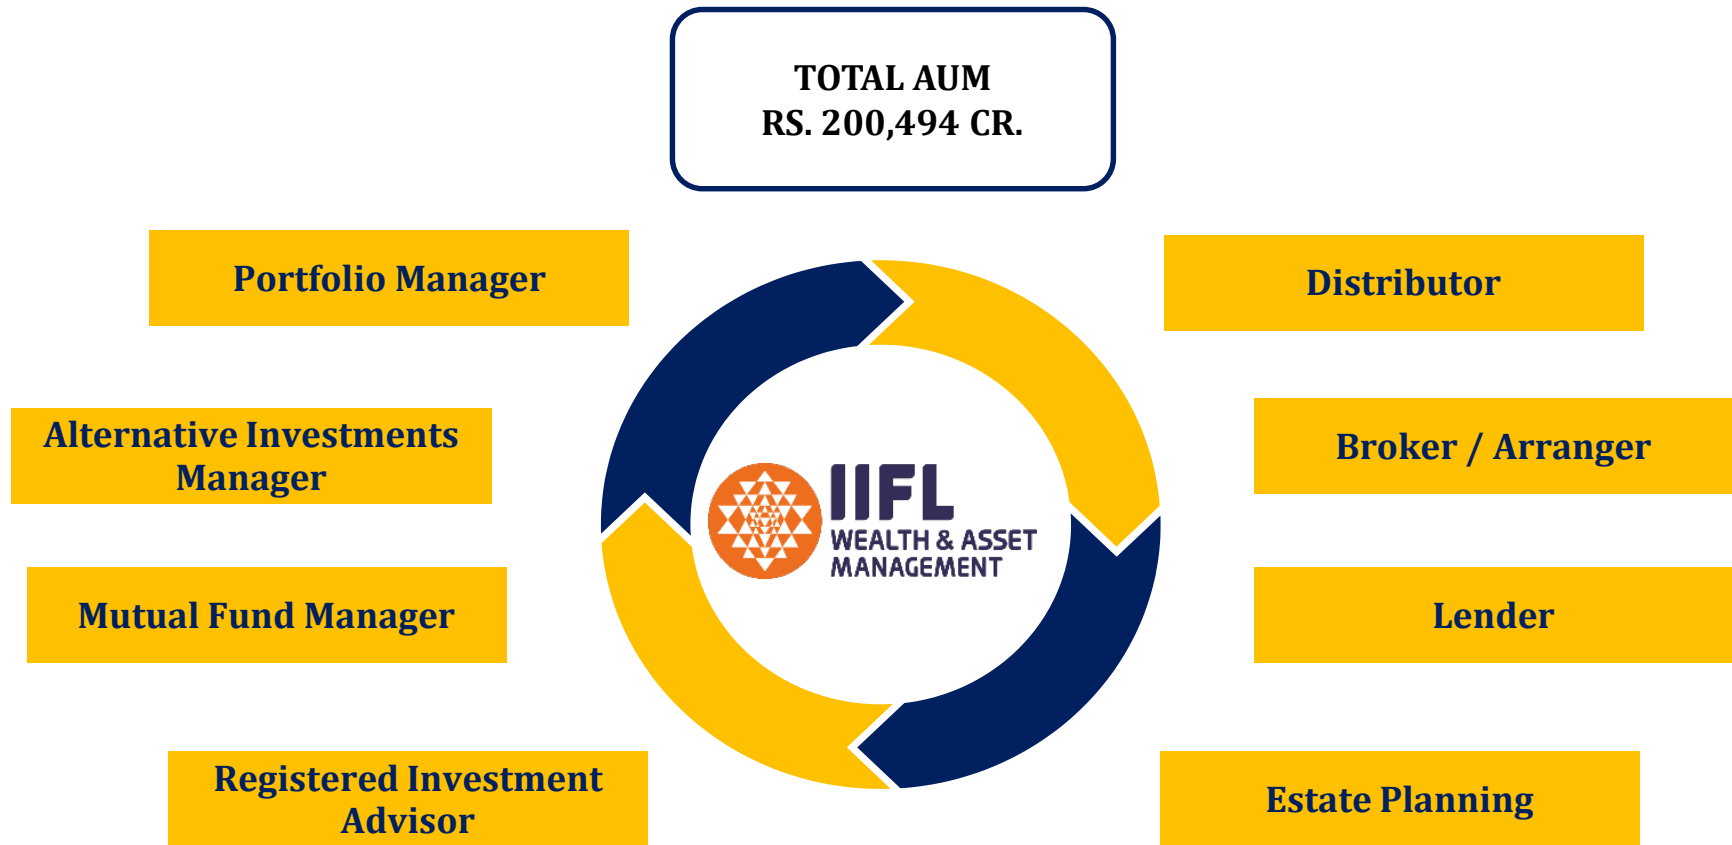 TOTAL AUM
RS. 200,494 CR.
Portfolio Manager
Distributor
Alternative Investments
Manager
Broker / Arranger
IIFL
WEALTH & ASSET
MANAGEMENT
Mutual Fund Manager
Lender
Registered Investment
Advisor
Estate Planning